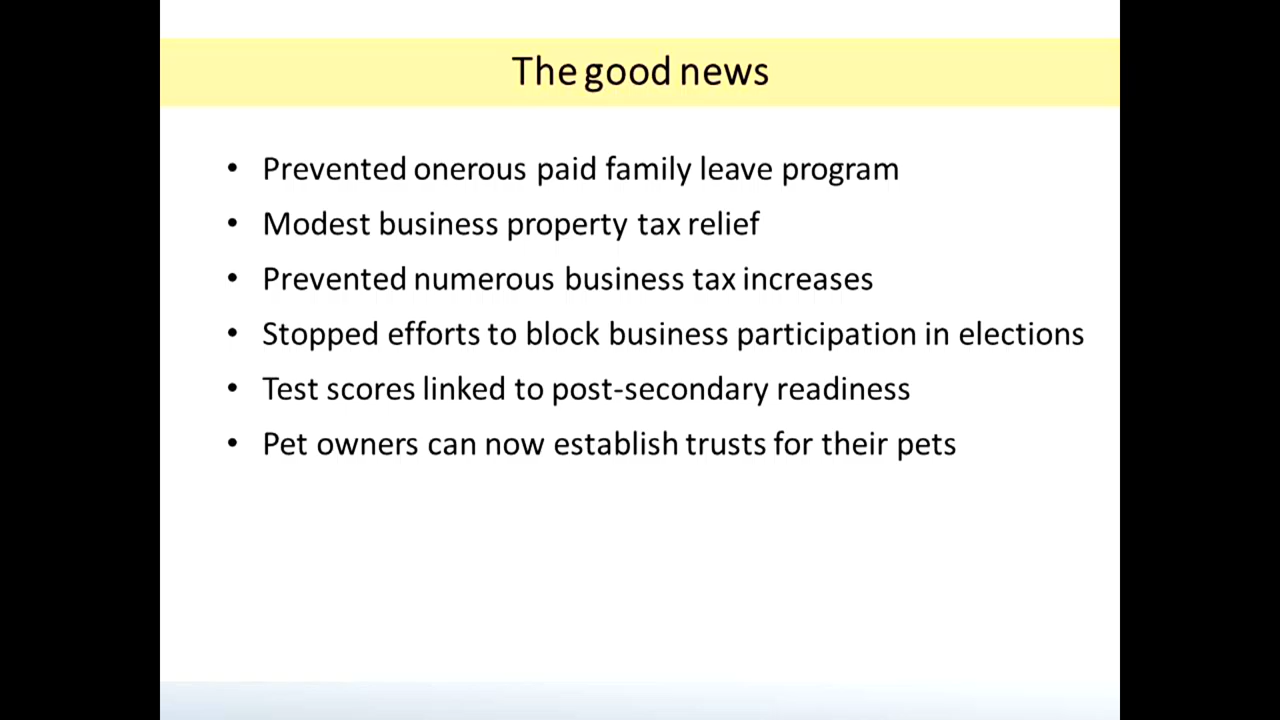 The good news
• Prevented onerous paid family leave program
• Modest business property tax relief
• Prevented numerous business tax increases
• Stopped efforts to block business participation in elections
• Test scores linked to post-secondary readiness
• Pet owners can now establish trusts for their pets